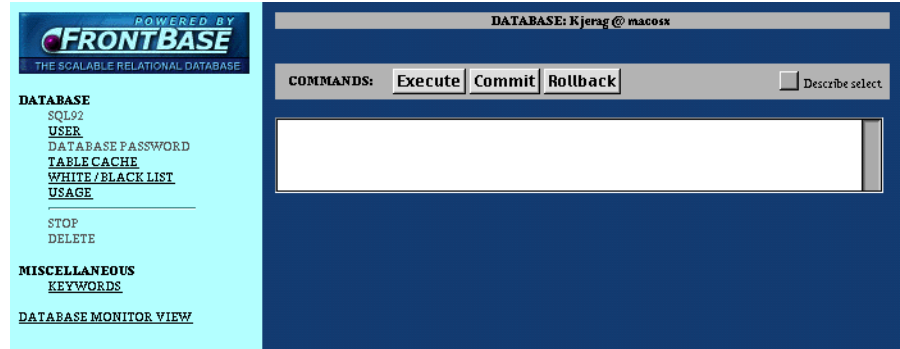 POWERED BY
FRONTBASE
THE SCALABLE RELATIONAL DATABASE
DATABASE
SQL92
USER
DATABASE PASSWORD
TABLE CACHE
WHITE / BLACK LIST
USAGE
STOP
DELETE
MISCELLANEOUS
KEYWORDS
DATABASE MONITOR VIEW
DATABASE: Kjerag @ macosx
COMMANDS: Execute Commit Rollback Describe select